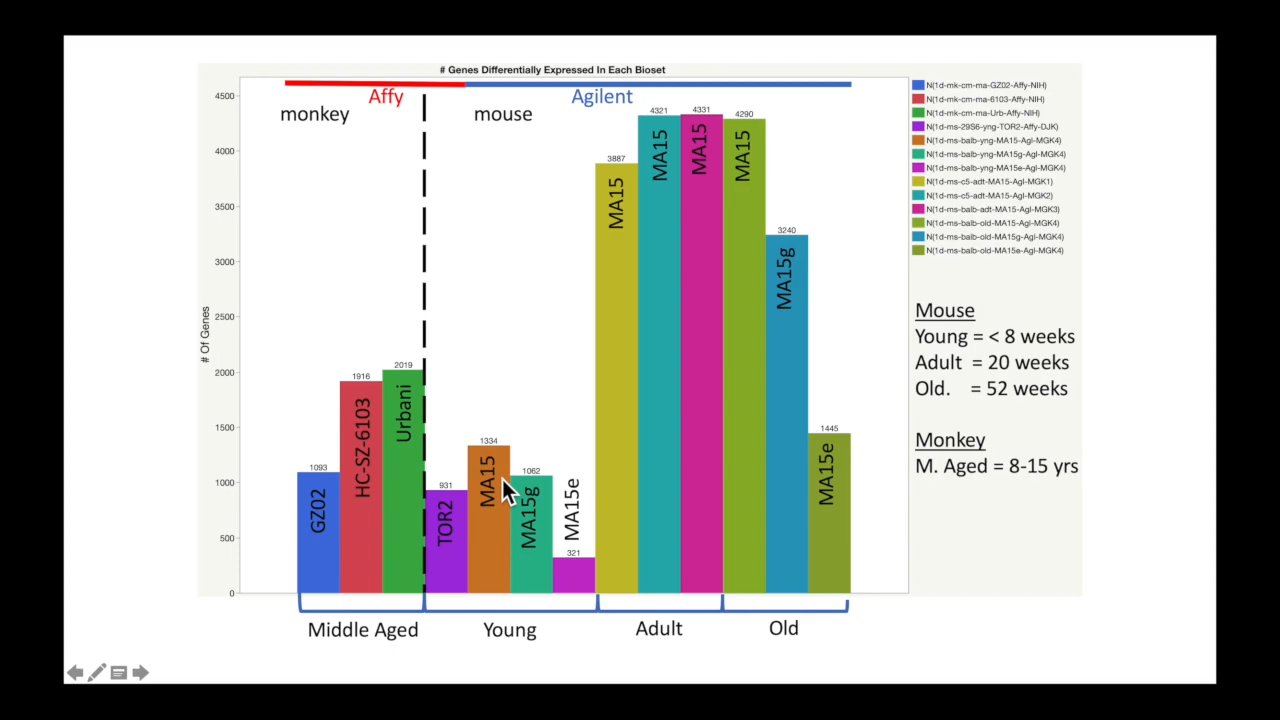 # Genes Differentially Expressed In Each Bioset
Affy
Agilent
monkey
mouse
# Of Genes
4500
4000
3500
3000
2500
2000
1500
1000
500
0
1093
1916
2019
931
1334
1062
321
3887
4321
4331
4290
3240
1445
GZ02
HC-SZ-6103
Urbani
TOR2
MA15
MA15g
MA15e
MA15
MA15
MA15
MA15
MA15g
MA15e
Middle Aged
Young
Adult
Old
N(1d-mk-cm-ma-GZ02-Affy-NIH)
N(1d-mk-cm-ma-6103-Affy-NIH)
N(1d-mk-cm-ma-Urb-Affy-NIH)
N(1d-ms-29S6-yng-TOR2-Affy-DJK)
N(1d-ms-balb-yng-MA15-Agl-MGK4)
N(1d-ms-balb-yng-MA15g-Agl-MGK4)
N(1d-ms-balb-yng-MA15e-Agl-MGK4)
N(1d-ms-c5-adt-MA15-Agl-MGK1)
N(1d-ms-c5-adt-MA15-Agl-MGK2)
N(1d-ms-balb-adt-MA15-Agl-MGK3)
N(1d-ms-balb-old-MA15-Agl-MGK4)
N(1d-ms-balb-old-MA15g-Agl-MGK4)
N(1d-ms-balb-old-MA15e-Agl-MGK4)
Mouse
Young = < 8 weeks
Adult = 20 weeks
Old. = 52 weeks
Monkey
M. Aged = 8-15 yrs